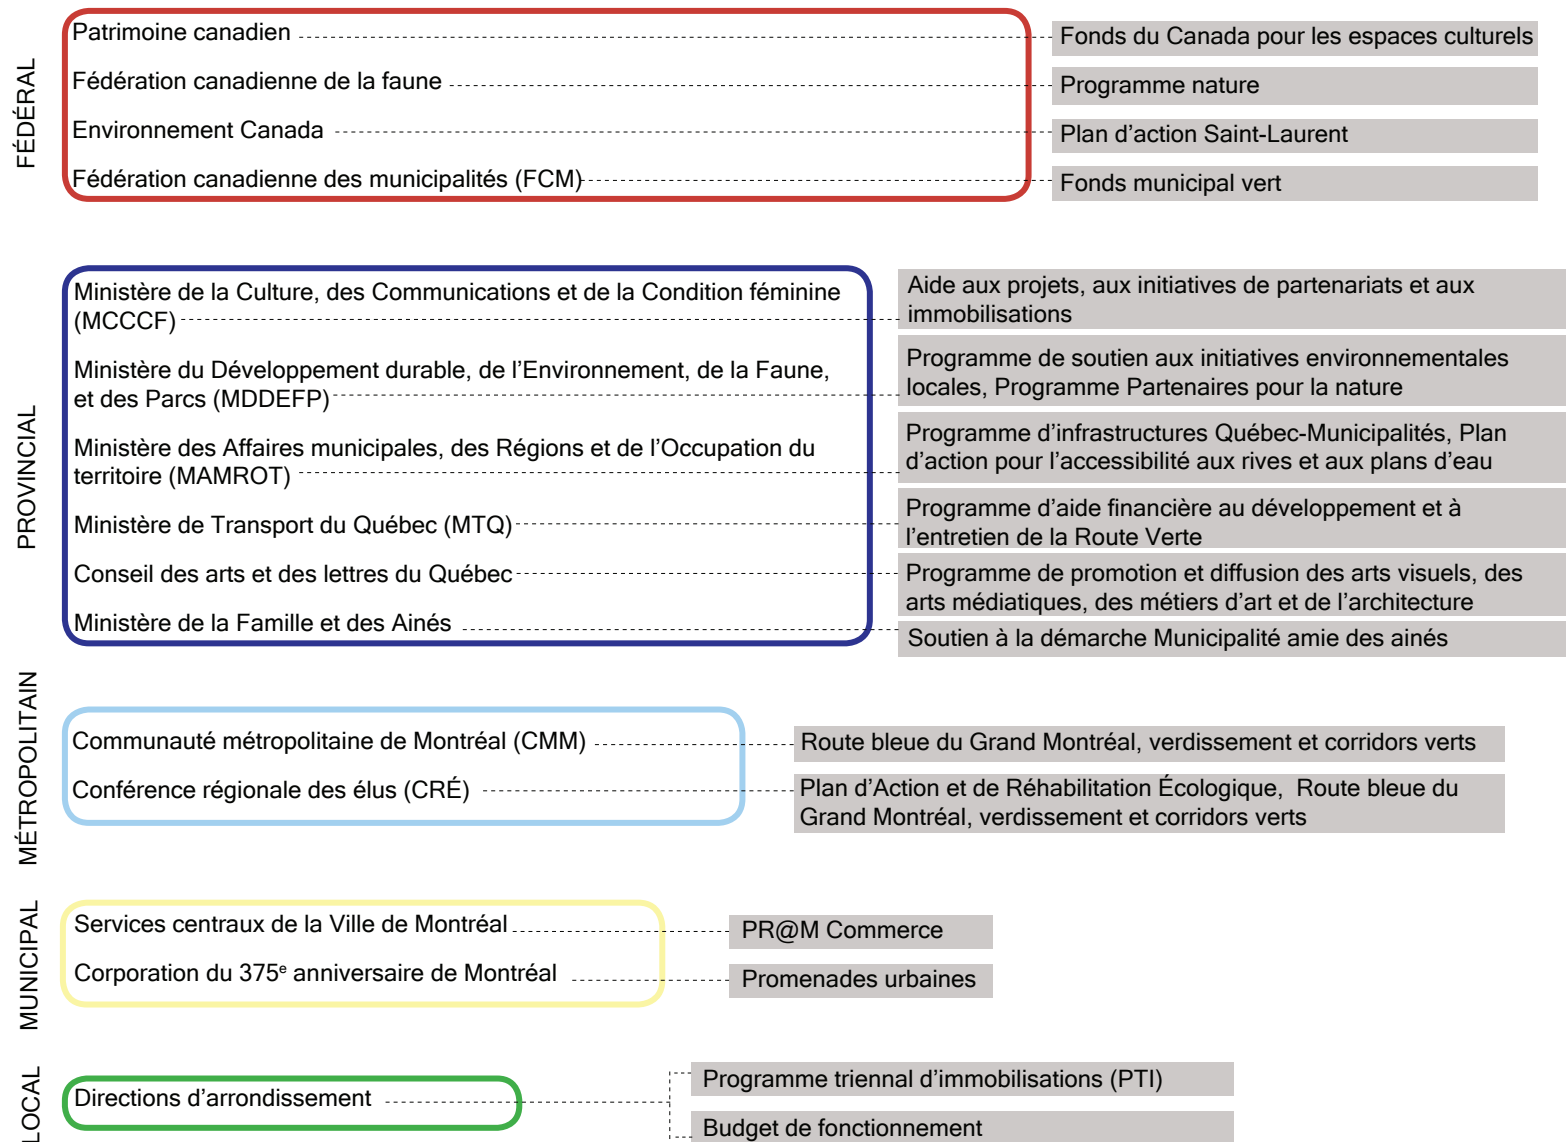 FÉDÉRAL
Patrimoine canadien
Fonds du Canada pour les espaces culturels
Fédération canadienne de la faune
Programme nature
Environnement Canada
Plan d’action Saint-Laurent
Fédération canadienne des municipalités (FCM)
Fonds municipal vert
PROVINCIAL
Ministère de la Culture, des Communications et de la Condition féminine
(MCCCF)
Aide aux projets, aux initiatives de partenariats et aux
immobilisations
Ministère du Développement durable, de l’Environnement, de la Faune,
et des Parcs (MDDEFP)
Programme de soutien aux initiatives environnementales
locales, Programme Partenaires pour la nature
Ministère des Affaires municipales, des Régions et de l’Occupation du
territoire (MAMROT)
Programme d’infrastructures Québec-Municipalités, Plan
d’action pour l’accessibilité aux rives et aux plans d’eau
Ministère de Transport du Québec (MTQ)
Programme d’aide financière au développement et à
l’entretien de la Route Verte
Conseil des arts et des lettres du Québec
Programme de promotion et diffusion des arts visuels, des
arts médiatiques, des métiers d’art et de l’architecture
Ministère de la Famille et des Ainés
Soutien à la démarche Municipalité amie des ainés
MÉTROPOLITAIN
Communauté métropolitaine de Montréal (CMM)
Route bleue du Grand Montréal, verdissement et corridors verts
Conférence régionale des élus (CRÉ)
Plan d’Action et de Réhabilitation Écologique, Route bleue du
Grand Montréal, verdissement et corridors verts
MUNICIPAL
Services centraux de la Ville de Montréal
PR@M Commerce
Corporation du 375e anniversaire de Montréal
Promenades urbaines
LOCAL
Directions d’arrondissement
Programme triennal d’immobilisations (PTI)
Budget de fonctionnement